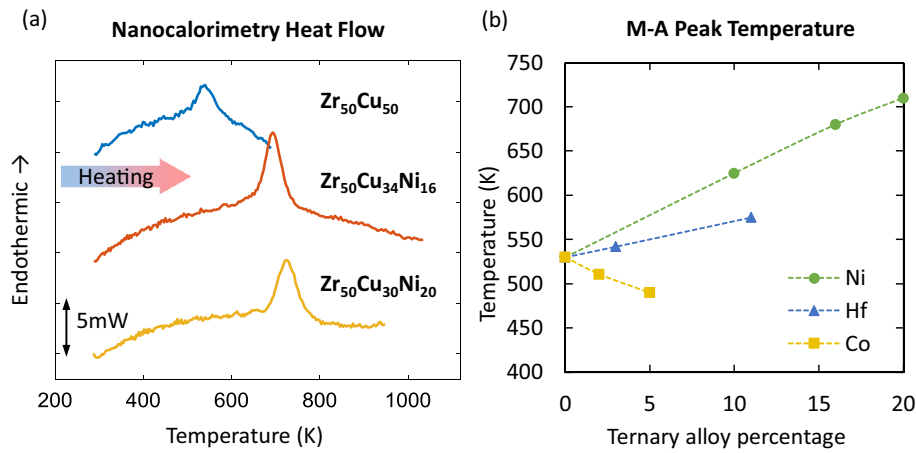 (a)
Nanocalorimetry Heat Flow
Endothermic →
Zr₅₀Cu₅₀
Heating
Zr₅₀Cu₃₄Ni₁₆
Zr₅₀Cu₃₀Ni₂₀
5mW
200 400 600 800 1000
Temperature (K)
(b)
M-A Peak Temperature
Temperature (K)
750
700
650
600
550
500
450
400
Ni
Hf
Co
0 5 10 15 20
Ternary alloy percentage